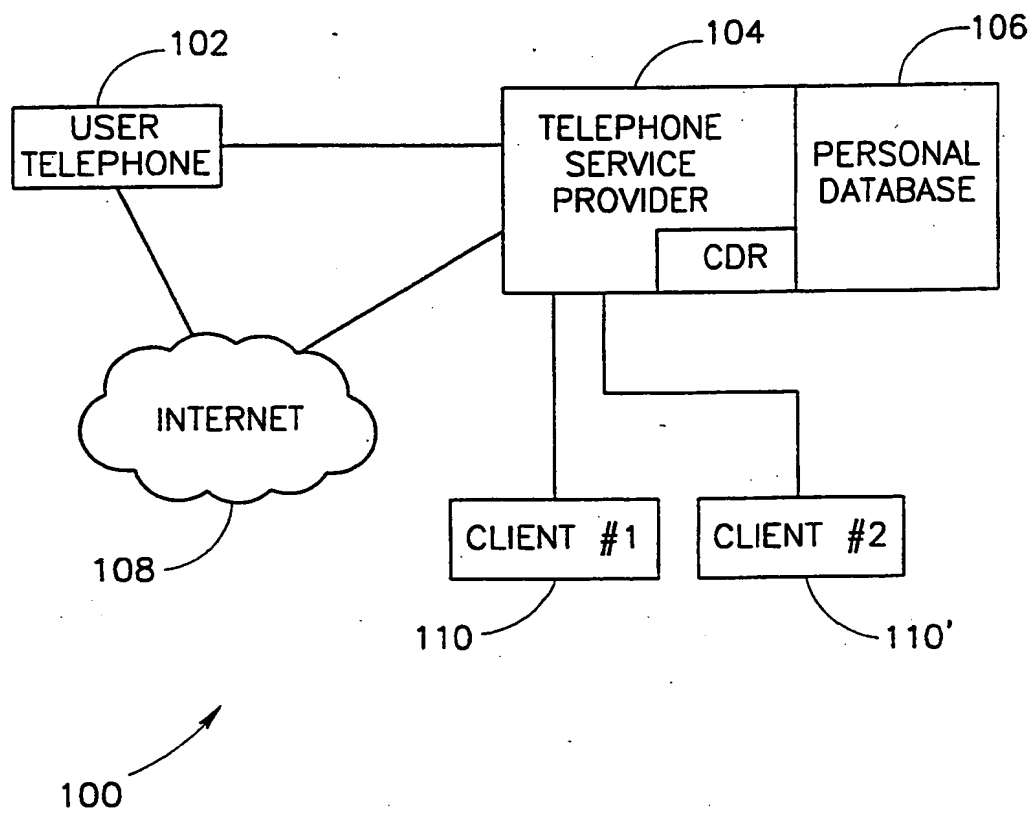 102
104
106
USER
TELEPHONE
TELEPHONE
SERVICE
PROVIDER
PERSONAL
DATABASE
CDR
INTERNET
CLIENT #1
CLIENT #2
108
110
110'
100